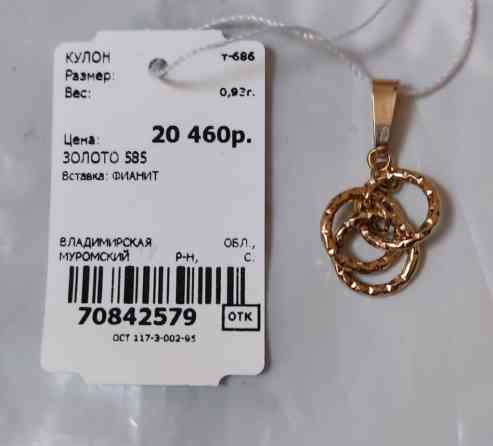 КУЛОН т-686
Размер:
Вес: 0,93г.
Цена: 20 460р.
ЗОЛОТО 585
Вставка: ФИАНИТ
ВЛАДИМИРСКАЯ ОБЛ.,
МУРОМСКИЙ Р-Н, С.
70842579 ОТК
ОСТ 117-3-002-95